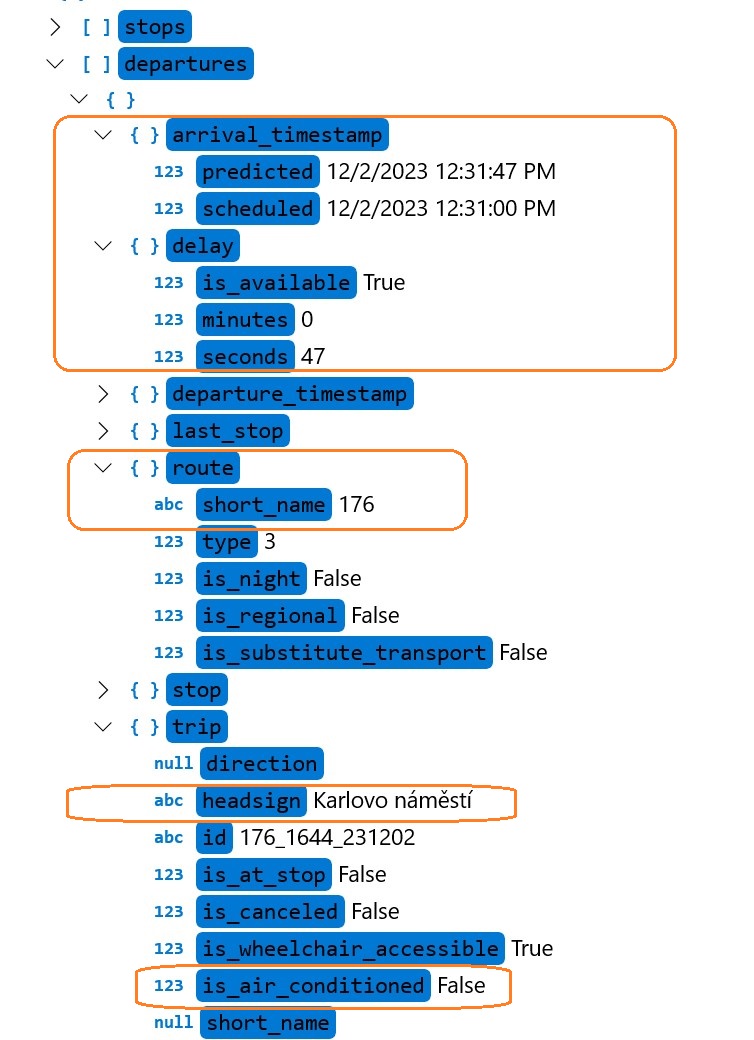 [ ] stops
[ ] departures
{ }
{ } arrival_timestamp
123 predicted 12/2/2023 12:31:47 PM
123 scheduled 12/2/2023 12:31:00 PM
{ } delay
123 is_available True
123 minutes 0
123 seconds 47
{ } departure_timestamp
{ } last_stop
{ } route
abc short_name 176
123 type 3
123 is_night False
123 is_regional False
123 is_substitute_transport False
{ } stop
{ } trip
null direction
abc headsign Karlovo náměstí
abc id 176_1644_231202
123 is_at_stop False
123 is_canceled False
123 is_wheelchair_accessible True
123 is_air_conditioned False
null short_name